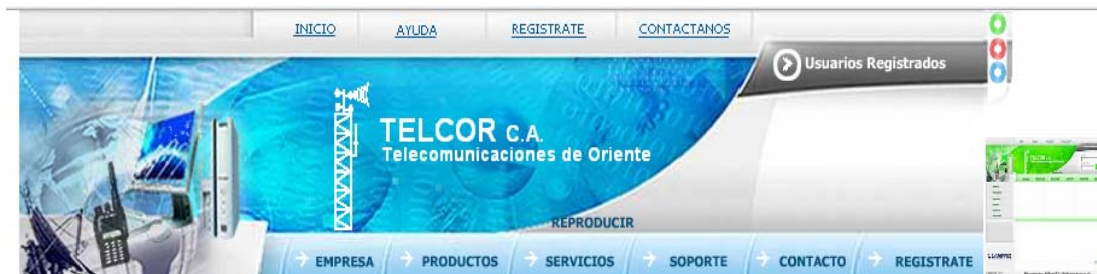 INICIO AYUDA REGISTRATE CONTACTANOS
Usuarios Registrados
TELCOR C.A.
Telecomunicaciones de Oriente
REPRODUCIR
EMPRESA PRODUCTOS SERVICIOS SOPORTE CONTACTO REGISTRATE